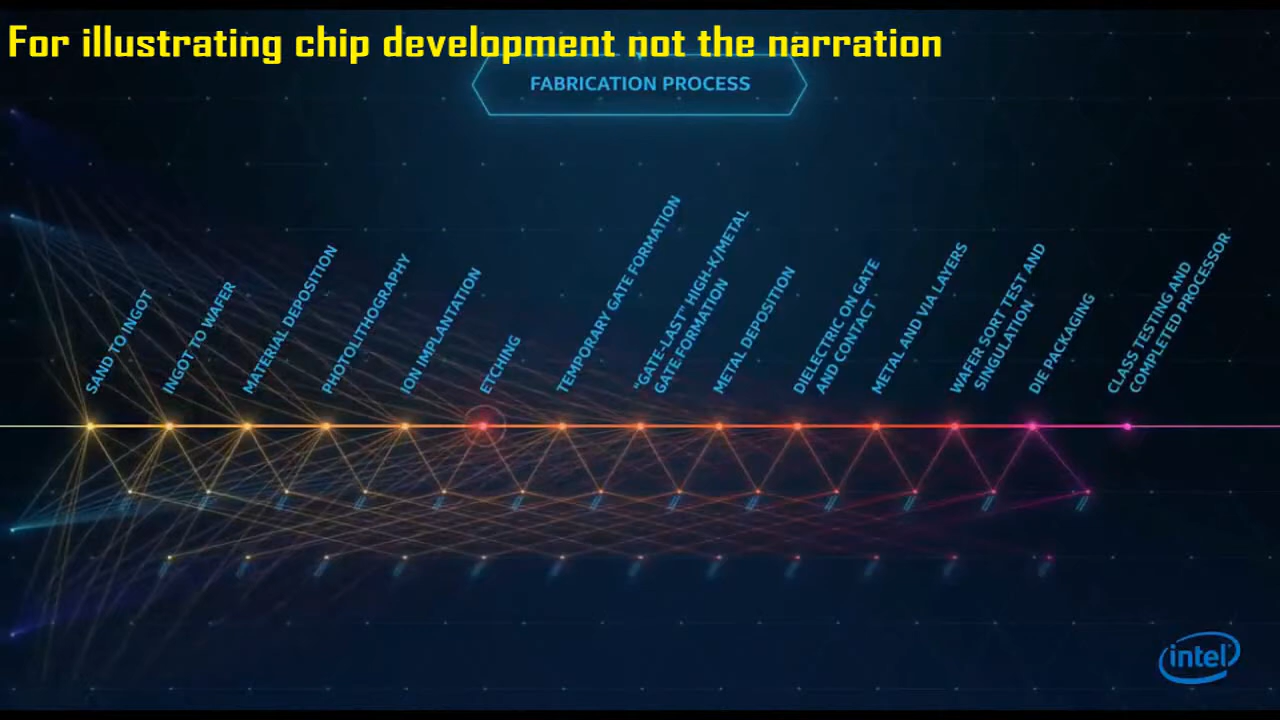 For illustrating chip development not the narration
FABRICATION PROCESS
SAND TO INGOT
INGOT TO WAFER
MATERIAL DEPOSITION
PHOTOLITHOGRAPHY
ION IMPLANTATION
ETCHING
TEMPORARY GATE FORMATION
"GATE-LAST" HIGH-K/METAL
GATE FORMATION
METAL DEPOSITION
DIELECTRIC ON GATE
AND CONTACT
METAL AND VIA LAYERS
WAFER SORT TEST AND
SINGULATION
DIE PACKAGING
CLASS TESTING AND
COMPLETED PROCESSOR
intel